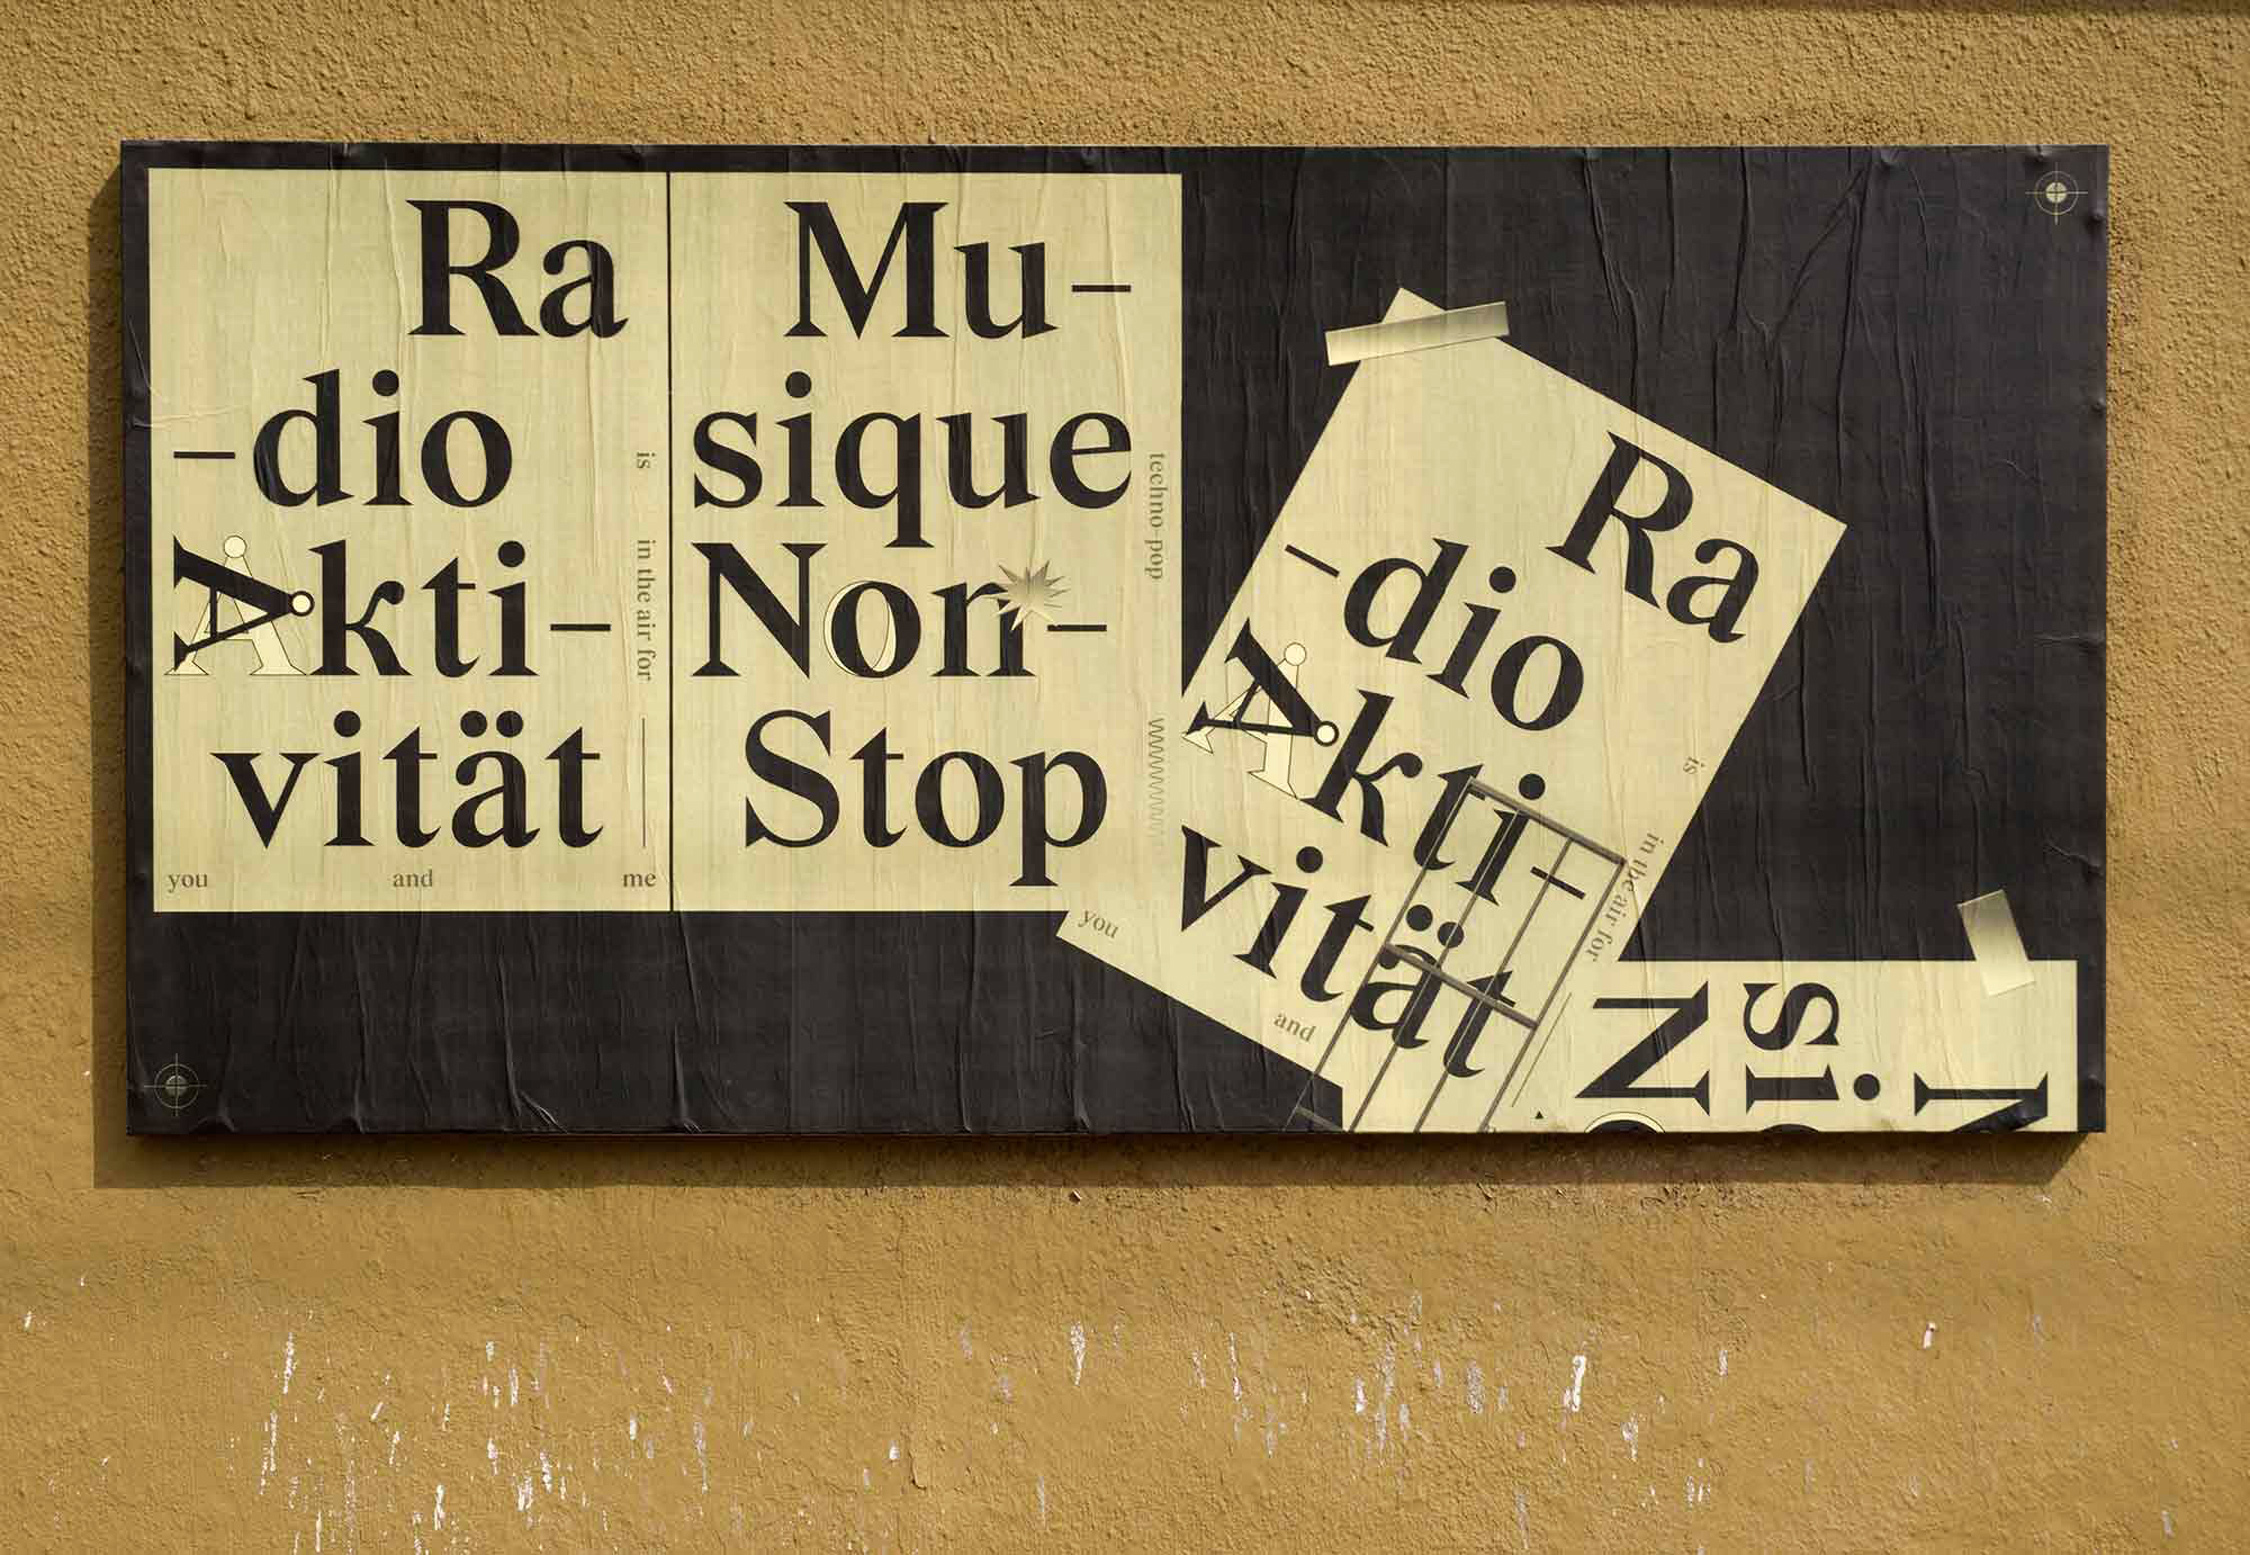 Ra
-dio
Akti-
vität
is in the air for
you and me
Mu-
sique
Non-
Stop
techno-pop
Ra
-dio
Akti-
vität
is
in the air for
you
and
N
si